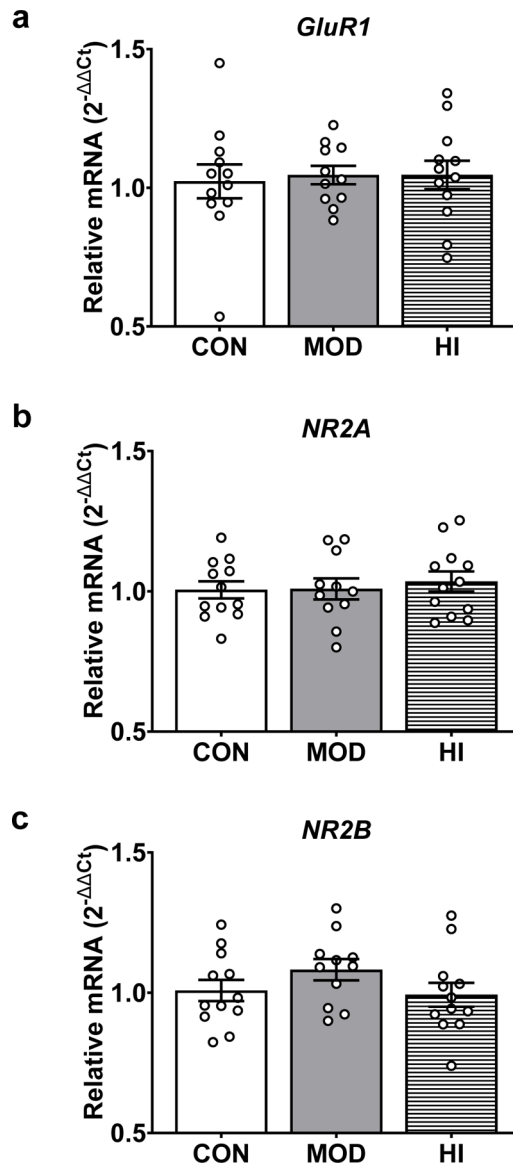 a
GluR1
Relative mRNA (2^-ΔΔCt)
1.5
1.0
0.5
CON MOD HI
b
NR2A
Relative mRNA (2^-ΔΔCt)
1.5
1.0
0.5
CON MOD HI
c
NR2B
Relative mRNA (2^-ΔΔCt)
1.5
1.0
0.5
CON MOD HI